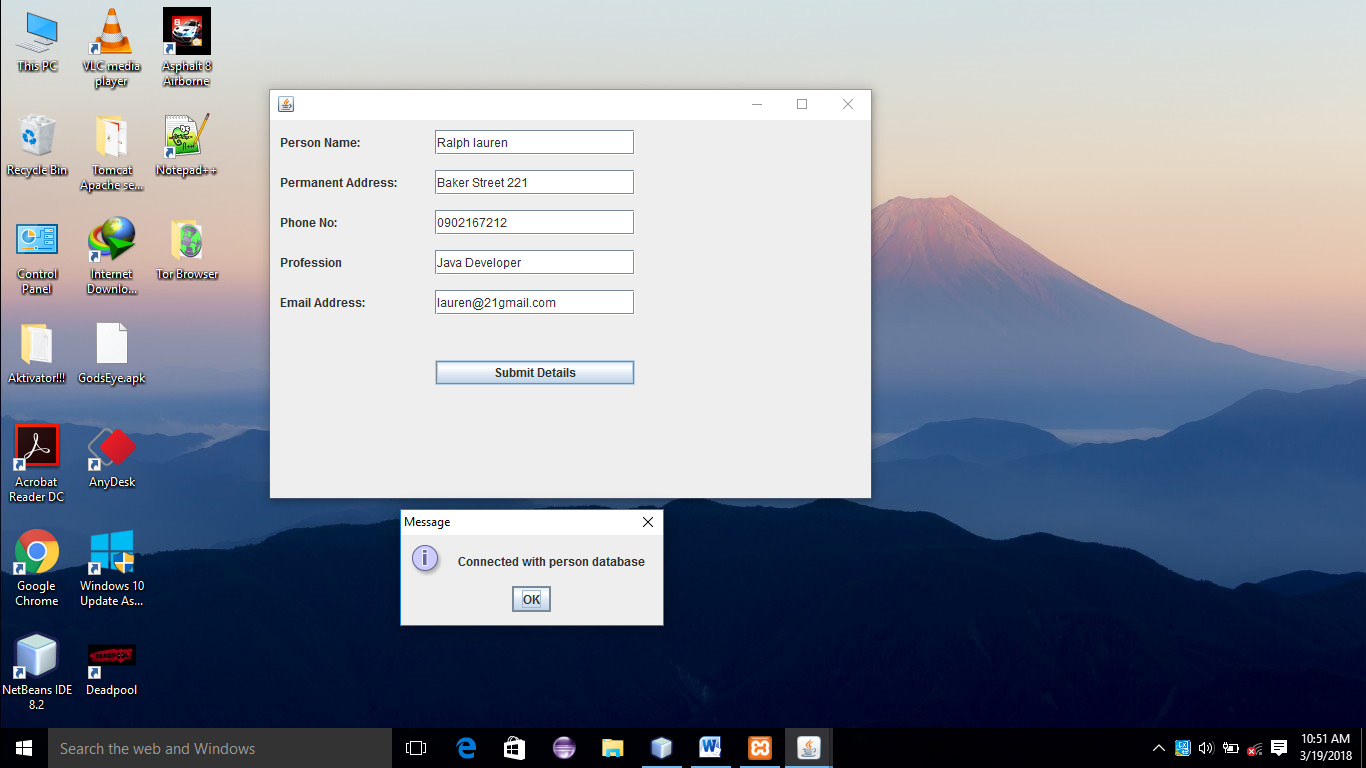 This PC
VLC media
player
Asphalt 8
Airborne
Recycle Bin
Tomcat
Apache se...
Notepad++
Control
Panel
Internet
Downlo...
Tor Browser
Aktivator!!!
GodsEye.apk
Acrobat
Reader DC
AnyDesk
Google
Chrome
Windows 10
Update As...
NetBeans IDE
8.2
Deadpool
Person Name:
Ralph lauren
Permanent Address:
Baker Street 221
Phone No:
0902167212
Profession
Java Developer
Email Address:
lauren@21gmail.com
Submit Details
Message
Connected with person database
OK
Search the web and Windows
10:51 AM
3/19/2018